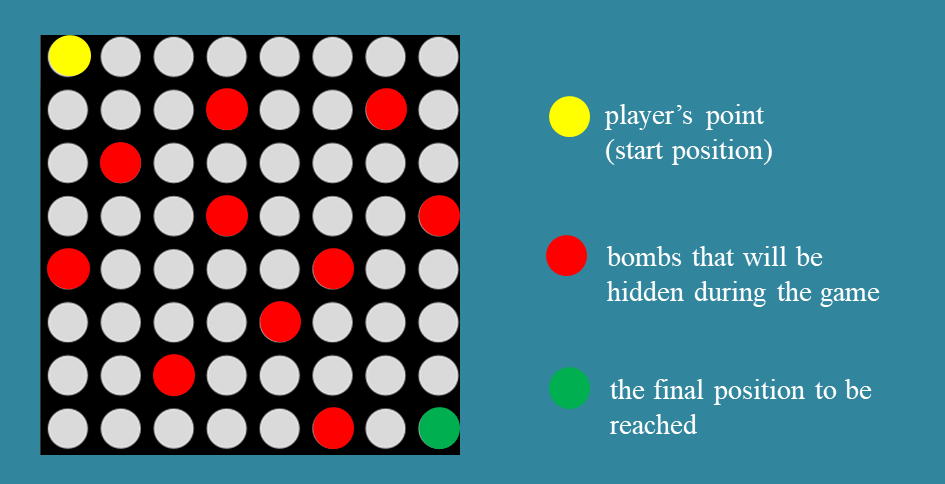 player’s point
(start position)
bombs that will be
hidden during the game
the final position to be
reached